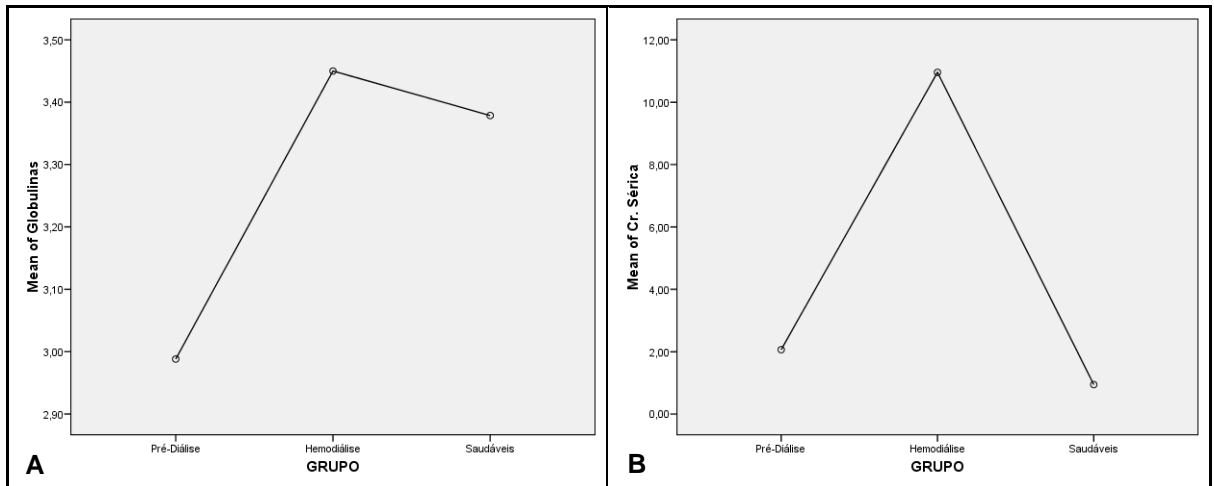 3,50
3,40
3,30
3,20
3,10
3,00
2,90
Mean of Globulinas
Pré-Diálise Hemodiálise Saudáveis
GRUPO
A
12,00
10,00
8,00
6,00
4,00
2,00
0,00
Mean of Cr. Sérica
Pré-Diálise Hemodiálise Saudáveis
GRUPO
B